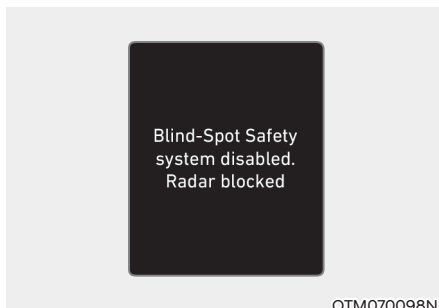 Blind-Spot Safety
system disabled.
Radar blocked
OTM070098N